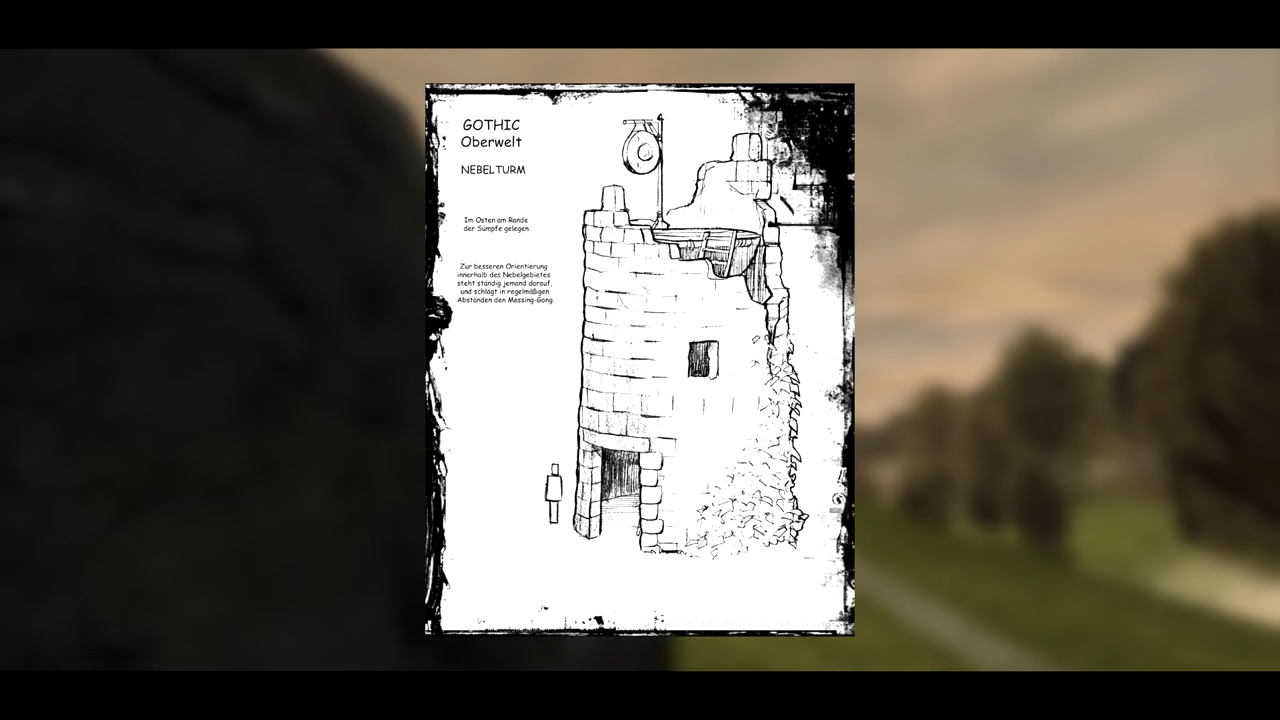 GOTHIC
Oberwelt
NEBELTURM
Im Osten am Rande
der Sümpfe gelegen.
Zur besseren Orientierung
innerhalb des Nebelgebietes
steht ständig jemand darauf,
und schlägt in regelmäßigen
Abständen den Messing-Gong.